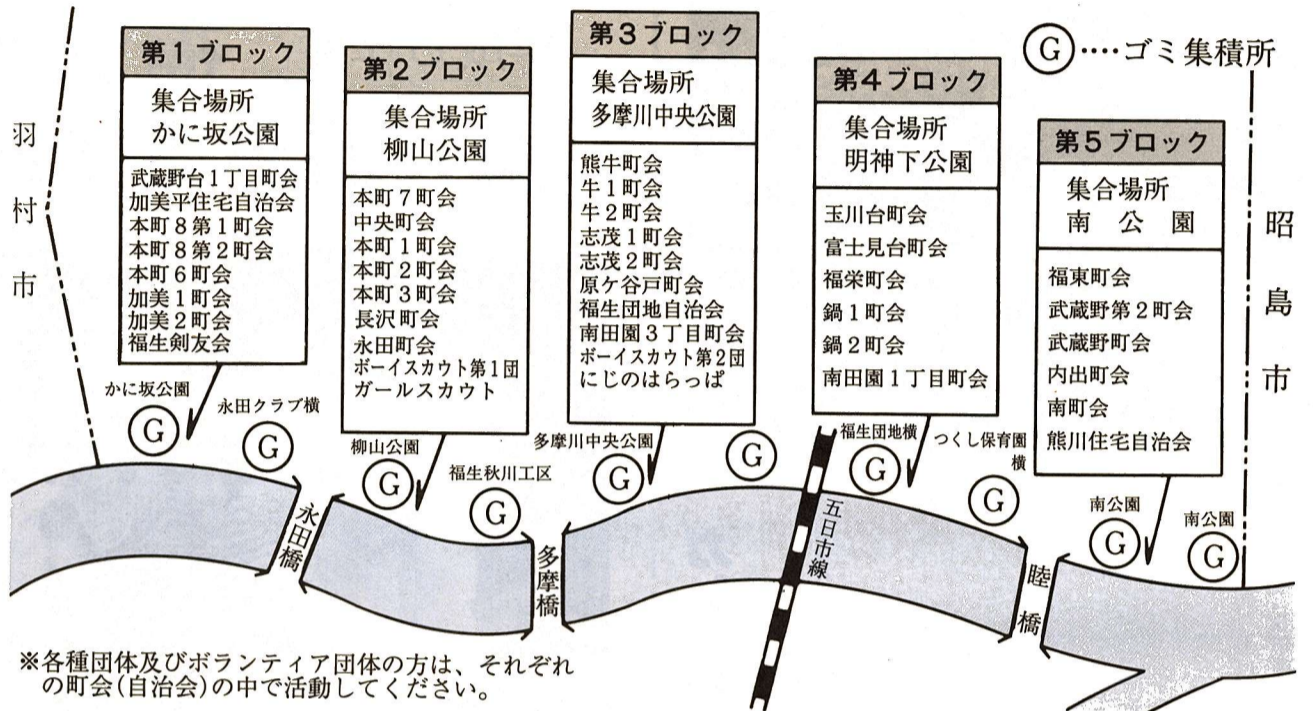 Ⓖ····ゴミ集積所
羽村市
昭島市
第1ブロック
集合場所
かに坂公園
武蔵野台1丁目町会
加美平住宅自治会
本町8第1町会
本町8第2町会
本町6町会
加美1町会
加美2町会
福生剣友会
第2ブロック
集合場所
柳山公園
本町7町会
中央町会
本町1町会
本町2町会
本町3町会
長沢町会
永田町会
ボーイスカウト第1団
ガールスカウト
第3ブロック
集合場所
多摩川中央公園
熊牛町会
牛1町会
牛2町会
志茂1町会
志茂2町会
原ケ谷戸町会
福生団地自治会
南田園3丁目町会
ボーイスカウト第2団
にじのはらっぱ
第4ブロック
集合場所
明神下公園
玉川台町会
富士見台町会
福栄町会
鍋1町会
鍋2町会
南田園1丁目町会
第5ブロック
集合場所
南公園
福東町会
武蔵野第2町会
武蔵野町会
内出町会
南町会
熊川住宅自治会
かに坂公園
G
永田クラブ横
G
永田橋
柳山公園
G
福生秋川工区
G
多摩橋
多摩川中央公園
G
G
五日市線
福生団地横
G
つくし保育園
横
G
睦橋
南公園
G
南公園
G
※各種団体及びボランティア団体の方は、それぞれ
の町会(自治会)の中で活動してください。